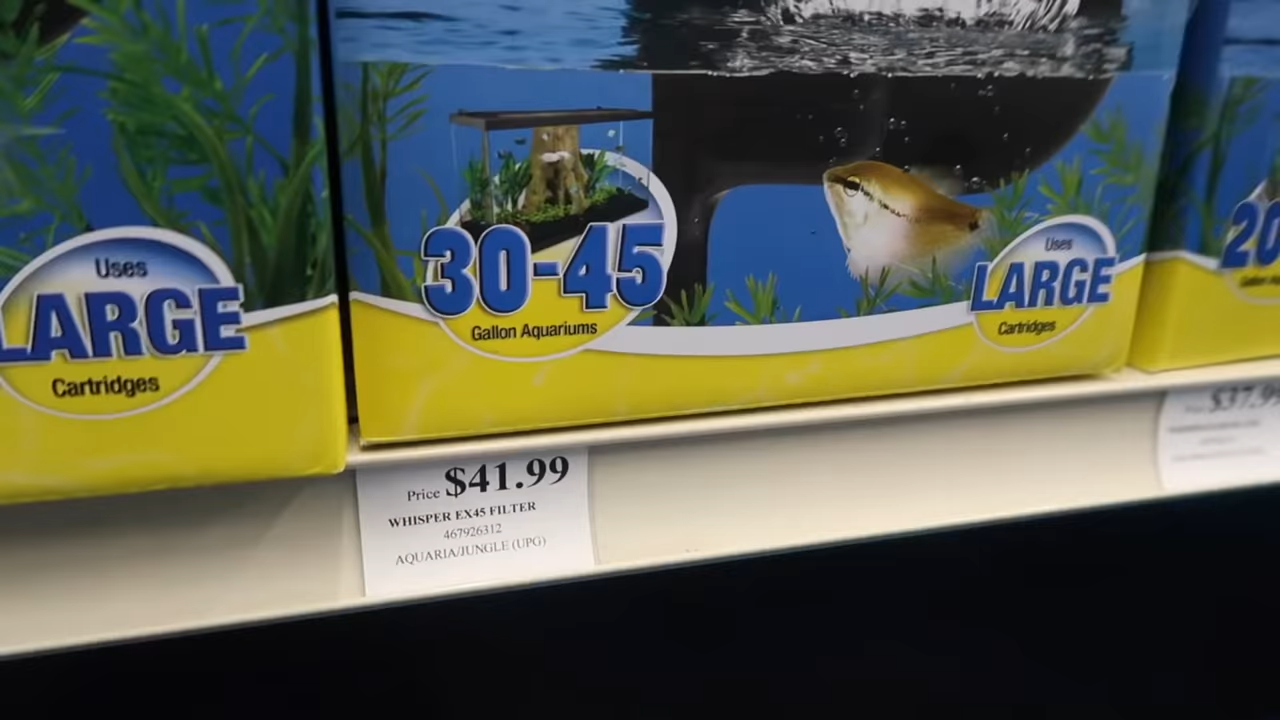 Uses
LARGE
Cartridges
30-45
Gallon Aquariums
Uses
LARGE
Cartridges
20
Price $41.99
WHISPER EX45 FILTER
467926312
AQUARIA/JUNGLE (UPG)
$37.99